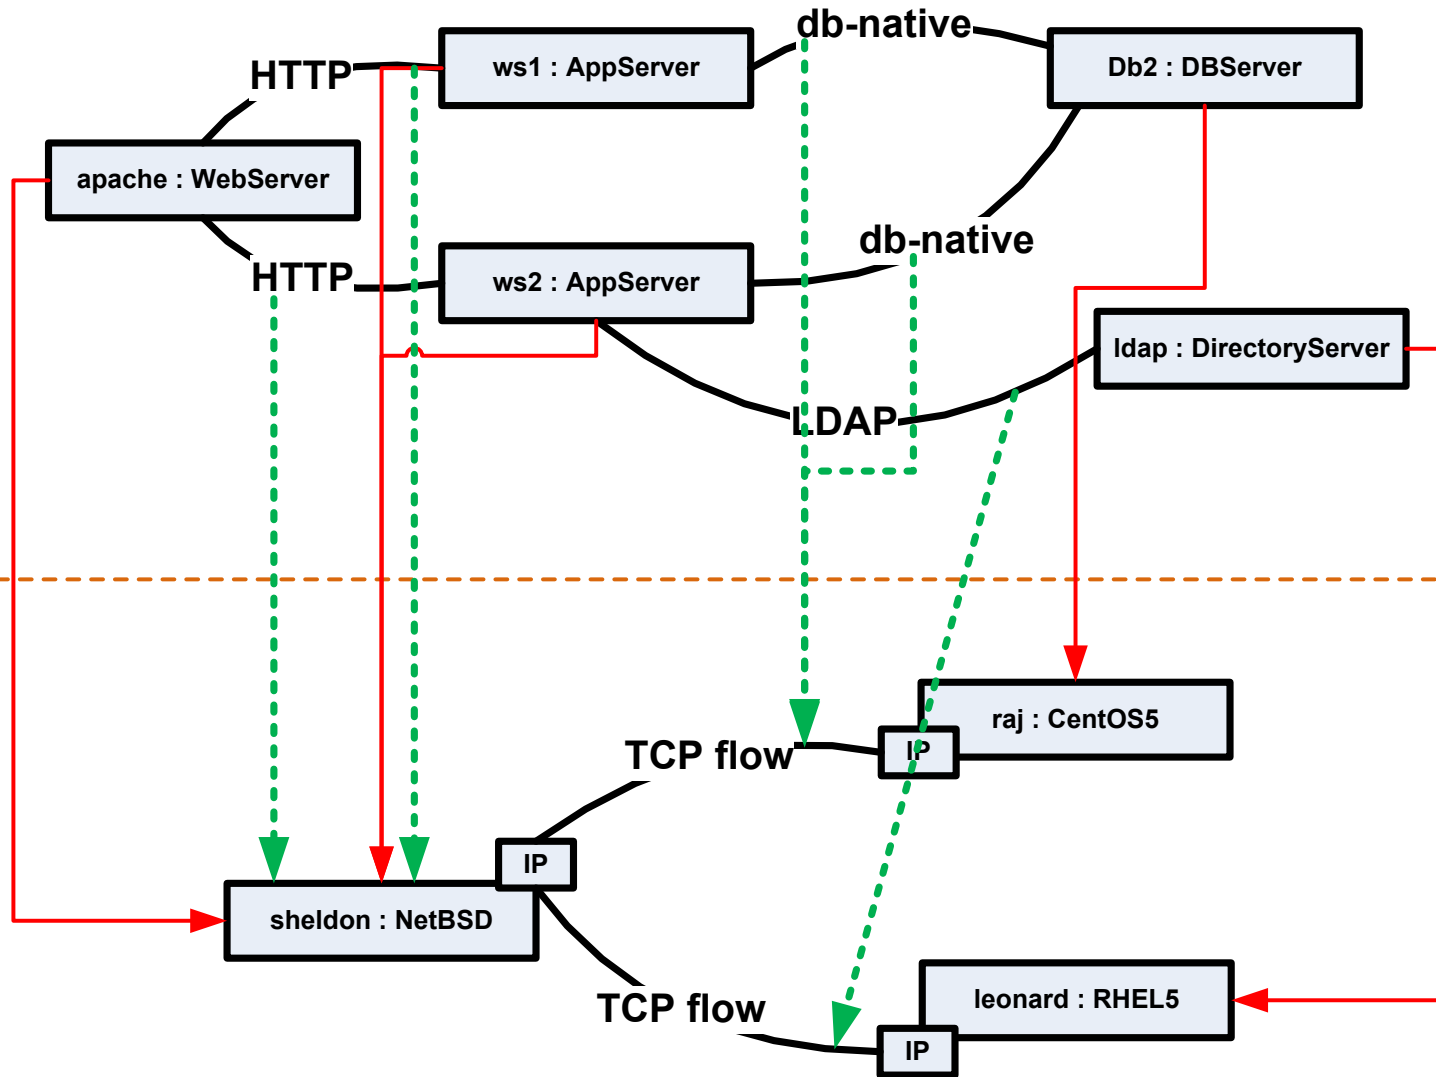 db-native
HTTP
ws1 : AppServer
Db2 : DBServer
apache : WebServer
db-native
HTTP
ws2 : AppServer
ldap : DirectoryServer
LDAP
raj : CentOS5
IP
TCP flow
IP
sheldon : NetBSD
leonard : RHEL5
TCP flow
IP